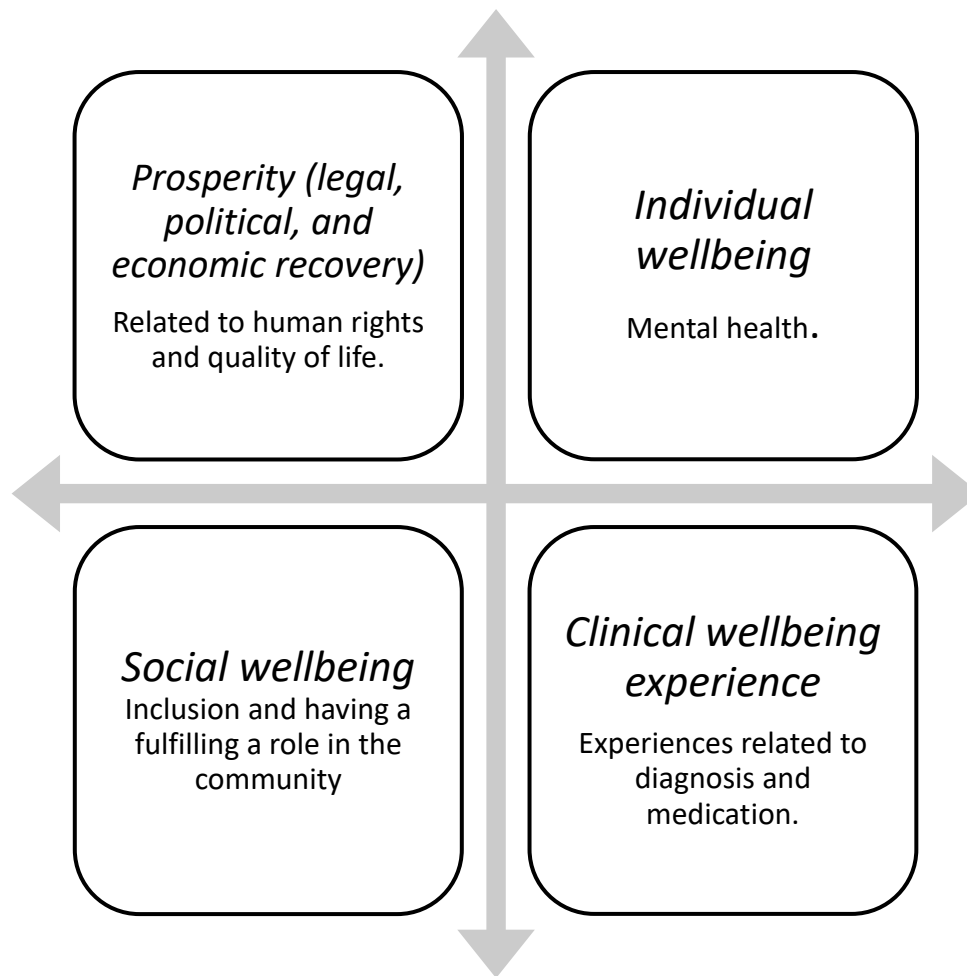 Prosperity (legal,
political, and
economic recovery)
Related to human rights
and quality of life.
Individual
wellbeing
Mental health.
Social wellbeing
Inclusion and having a
fulfilling a role in the
community
Clinical wellbeing
experience
Experiences related to
diagnosis and
medication.